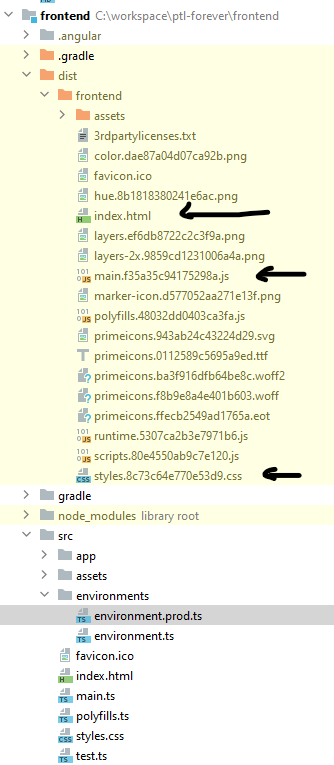 frontend C:\workspace\ptl-forever\frontend
.angular
.gradle
dist
frontend
assets
3rdpartylicenses.txt
color.dae87a04d07ca92b.png
favicon.ico
hue.8b1818380241e6ac.png
index.html
layers.ef6db8722c2c3f9a.png
layers-2x.9859cd1231006a4a.png
main.f35a35c94175298a.js
marker-icon.d577052aa271e13f.png
polyfills.48032dd0403ca3fa.js
primeicons.943ab24c43224d29.svg
primeicons.0112589c5695a9ed.ttf
primeicons.ba3f916dfb64be8c.woff2
primeicons.f8b9e8a4e401b603.woff
primeicons.ffecb2549ad1765a.eot
runtime.5307ca2b3e7971b6.js
scripts.80e4550ab9c7e120.js
styles.8c73c64e770e53d9.css
gradle
node_modules library root
src
app
assets
environments
environment.prod.ts
environment.ts
favicon.ico
index.html
main.ts
polyfills.ts
styles.css
test.ts